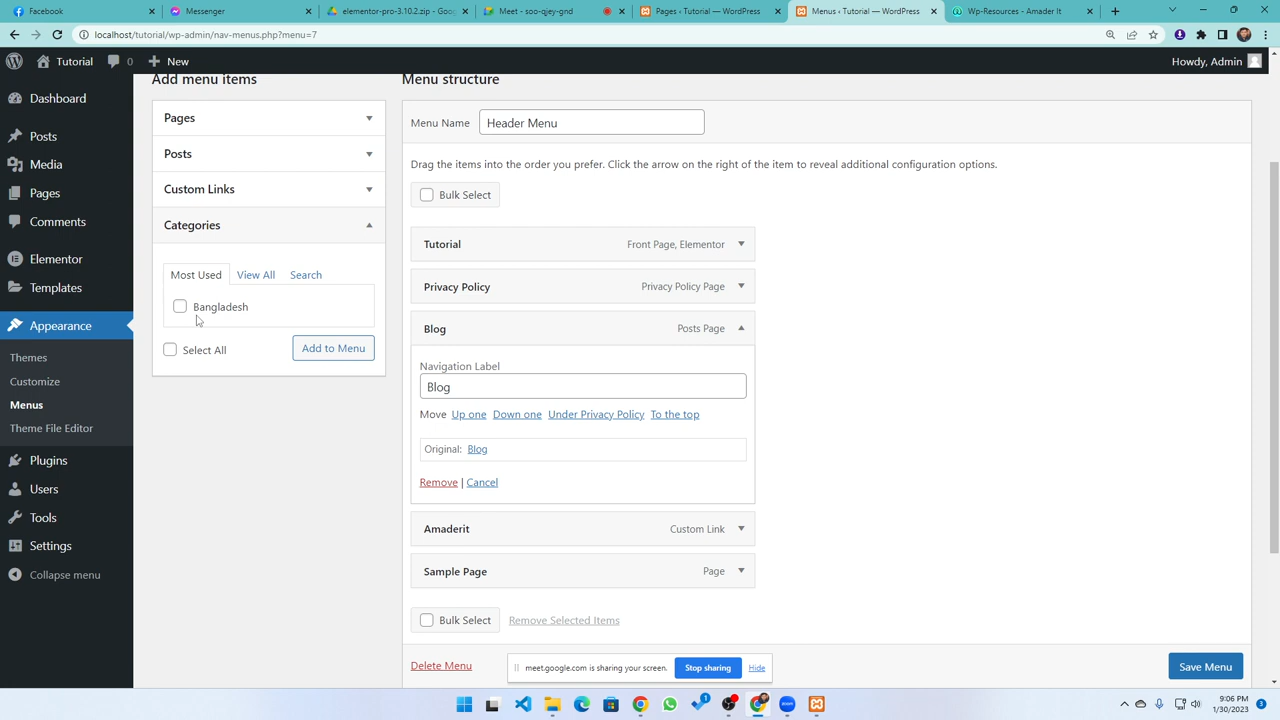 Facebook
Messenger
elementor-pro-3.10.2.zip - Goo
Meet - soo-qjey-gnd
Pages ‹ Tutorial — WordPress
Menus ‹ Tutorial — WordPress
Wp-Resources - Amader It
localhost/tutorial/wp-admin/nav-menus.php?menu=7
Tutorial
0
New
Howdy, Admin
Dashboard
Posts
Media
Pages
Comments
Elementor
Templates
Appearance
Themes
Customize
Menus
Theme File Editor
Plugins
Users
Tools
Settings
Collapse menu
Add menu items
Pages
Posts
Custom Links
Categories
Most Used
View All
Search
Bangladesh
Select All
Add to Menu
Menu structure
Menu Name
Header Menu
Drag the items into the order you prefer. Click the arrow on the right of the item to reveal additional configuration options.
Bulk Select
Tutorial
Front Page, Elementor
Privacy Policy
Privacy Policy Page
Blog
Posts Page
Navigation Label
Blog
Move Up one Down one Under Privacy Policy To the top
Original: Blog
Remove | Cancel
Amaderit
Custom Link
Sample Page
Page
Bulk Select
Remove Selected Items
Delete Menu
Save Menu
meet.google.com is sharing your screen.
Stop sharing
Hide
1
9:06 PM
1/30/2023
3